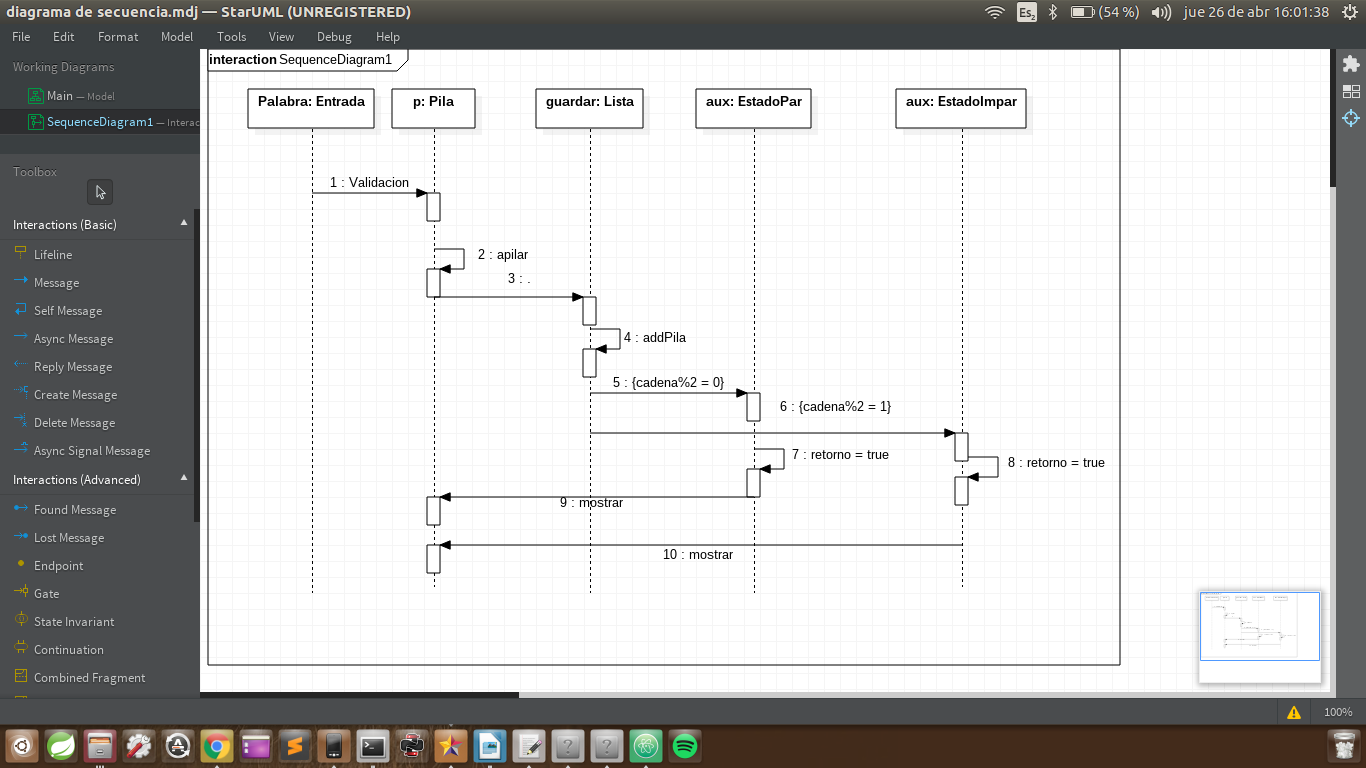 diagrama de secuencia.mdj — StarUML (UNREGISTERED)
Es2
(54 %)
jue 26 de abr 16:01:38
File Edit Format Model Tools View Debug Help
Working Diagrams
Main — Model
SequenceDiagram1 — Interac
Toolbox
Interactions (Basic)
Lifeline
Message
Self Message
Async Message
Reply Message
Create Message
Delete Message
Async Signal Message
Interactions (Advanced)
Found Message
Lost Message
Endpoint
Gate
State Invariant
Continuation
Combined Fragment
interaction SequenceDiagram1
Palabra: Entrada
p: Pila
guardar: Lista
aux: EstadoPar
aux: EstadoImpar
1 : Validacion
2 : apilar
3 : .
4 : addPila
5 : {cadena%2 = 0}
6 : {cadena%2 = 1}
7 : retorno = true
8 : retorno = true
9 : mostrar
10 : mostrar
100%